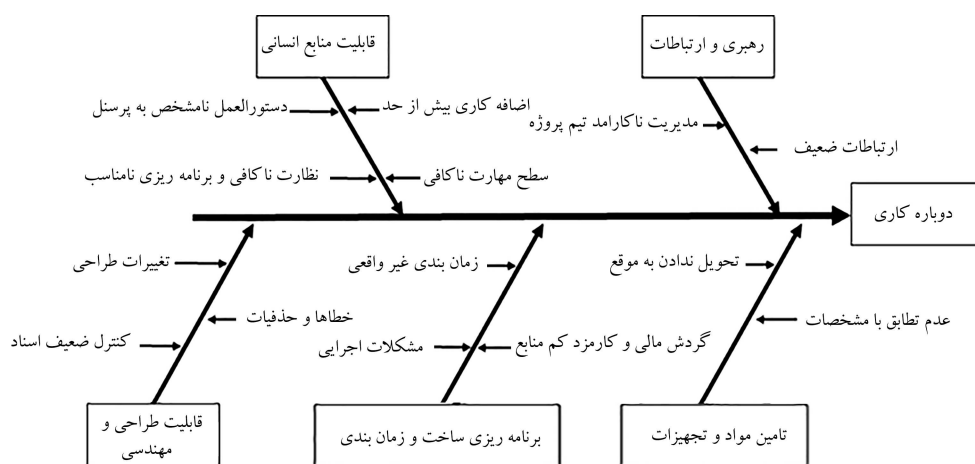 رهبری و ارتباطات
قابلیت منابع انسانی
اضافه کاری بیش از حد
دستورالعمل نامشخص به پرسنل
مدیریت ناکارامد تیم پروژه
ارتباطات ضعیف
سطح مهارت ناکافی
نظارت ناکافی و برنامه ریزی نامناسب
دوباره کاری
تحویل ندادن به موقع
زمان بندی غیر واقعی
تغییرات طراحی
عدم تطابق با مشخصات
خطاها و حذفیات
گردش مالی و کارمزد کم منابع
مشکلات اجرایی
کنترل ضعیف اسناد
تامین مواد و تجهیزات
برنامه ریزی ساخت و زمان بندی
قابلیت طراحی و
مهندسی